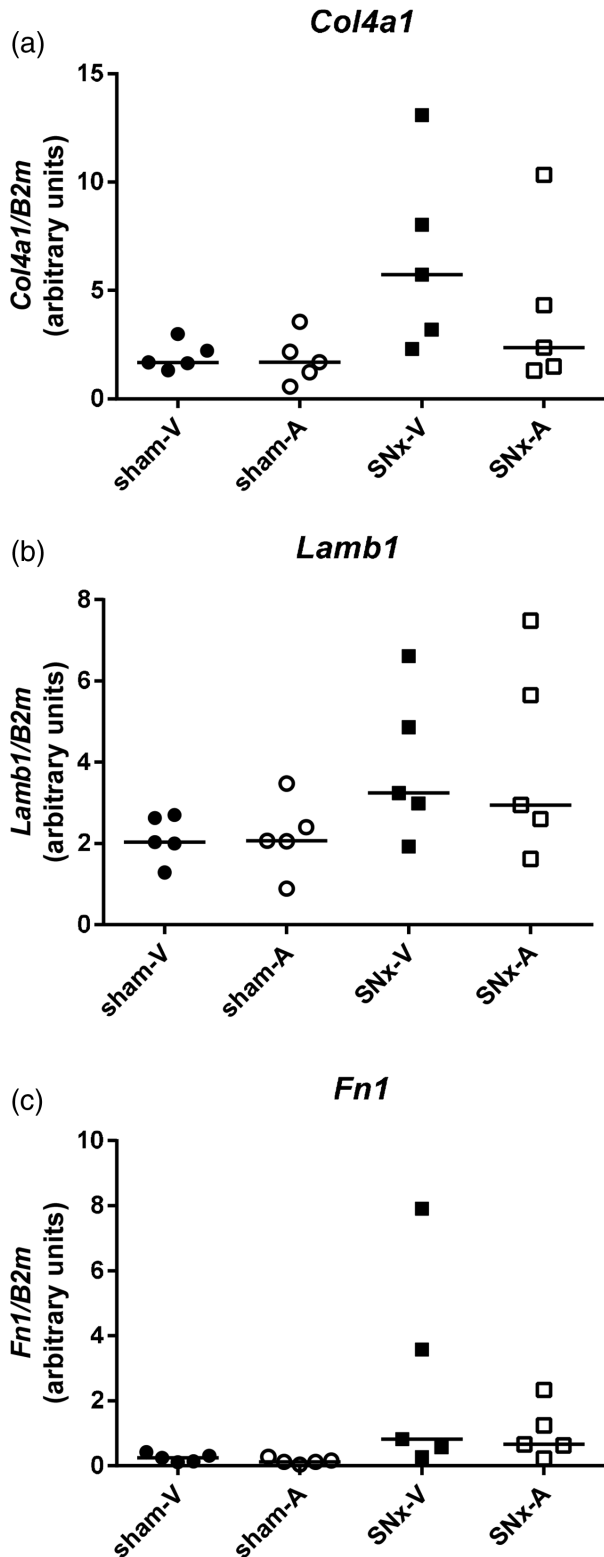 (a)
Col4a1
Col4a1/B2m
(arbitrary units)
15
10
5
0
sham-V
sham-A
SNx-V
SNx-A
(b)
Lamb1
Lamb1/B2m
(arbitrary units)
8
6
4
2
0
sham-V
sham-A
SNx-V
SNx-A
(c)
Fn1
Fn1/B2m
(arbitrary units)
10
8
6
4
2
0
sham-V
sham-A
SNx-V
SNx-A